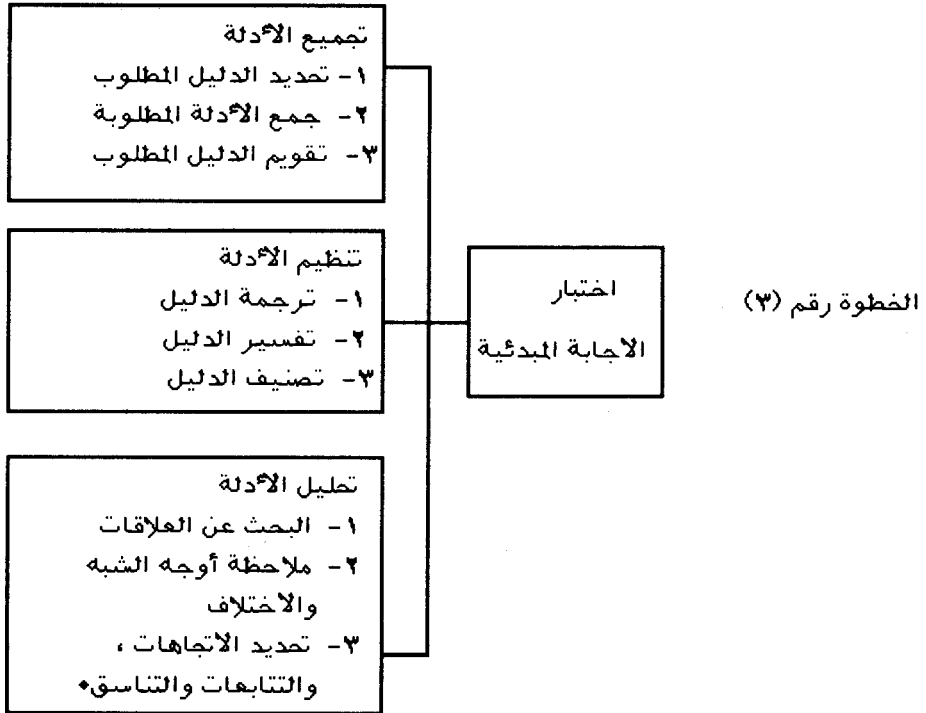 الخطوة رقم (٣)
اختبار
الاجابة المبدئية
تجميع الأدلة
١- تحديد الدليل المطلوب
٢- جمع الأدلة المطلوبة
٣- تقويم الدليل المطلوب
تنظيم الأدلة
١- ترجمة الدليل
٢- تفسير الدليل
٣- تصنيف الدليل
تحليل الأدلة
١- البحث عن العلاقات
٢- ملاحظة أوجه الشبه
والاختلاف
٣- تحديد الاتجاهات ،
والتتابعات والتناسق٠